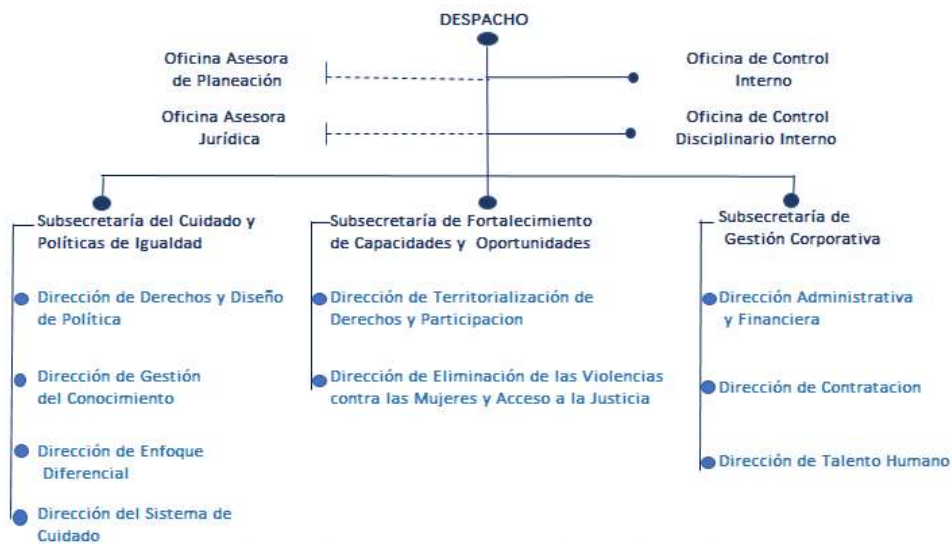 DESPACHO
Oficina Asesora
de Planeación
Oficina de Control
Interno
Oficina Asesora
Jurídica
Oficina de Control
Disciplinario Interno
Subsecretaría del Cuidado y
Políticas de Igualdad
Dirección de Derechos y Diseño
de Política
Dirección de Gestión
del Conocimiento
Dirección de Enfoque
Diferencial
Dirección del Sistema de
Cuidado
Subsecretaría de Fortalecimiento
de Capacidades y Oportunidades
Dirección de Territorialización de
Derechos y Participacion
Dirección de Eliminación de las Violencias
contra las Mujeres y Acceso a la Justicia
Subsecretaría de
Gestión Corporativa
Dirección Administrativa
y Financiera
Dirección de Contratacion
Dirección de Talento Humano